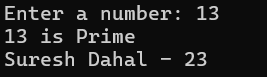 Enter a number: 13
13 is Prime
Suresh Dahal - 23